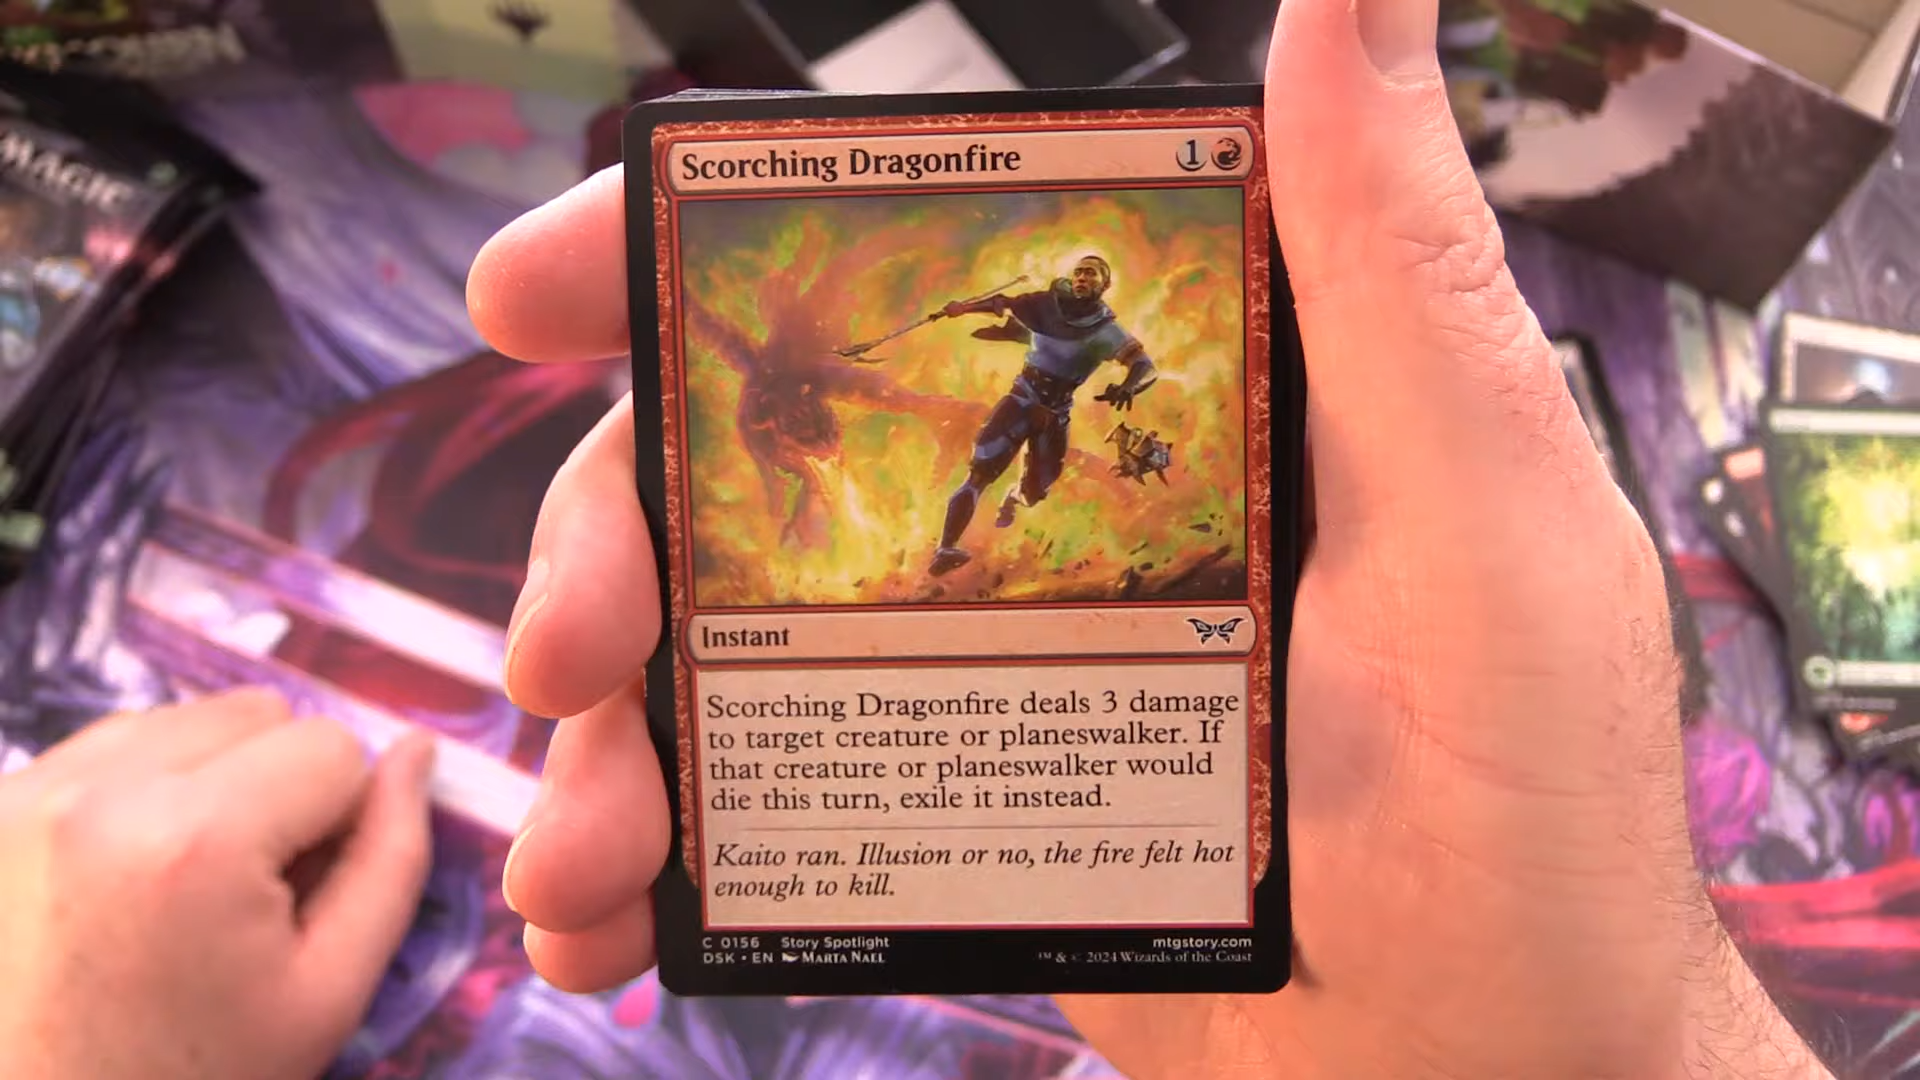 MAGIC
Scorching Dragonfire
1
Instant
Scorching Dragonfire deals 3 damage
to target creature or planeswalker. If
that creature or planeswalker would
die this turn, exile it instead.
Kaito ran. Illusion or no, the fire felt hot
enough to kill.
C 0156 Story Spotlight
mtgstory.com
DSK • EN Marta Nael
™ & © 2024 Wizards of the Coast